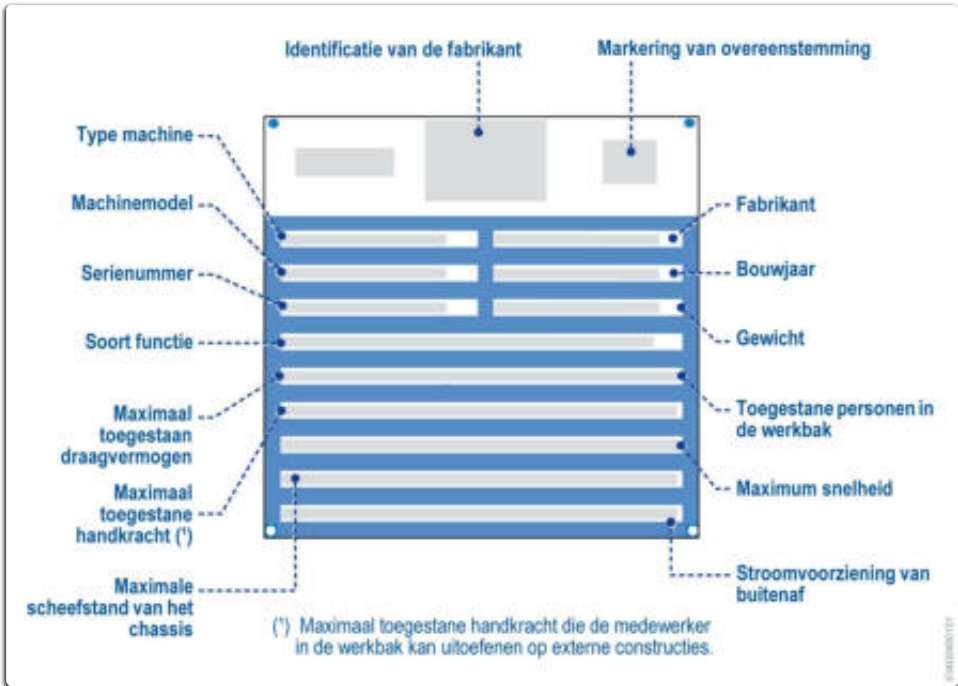 Identificatie van de fabrikant
Markering van overeenstemming
Type machine
Machinemodel
Serienummer
Soort functie
Maximaal
toegestaan
draagvermogen
Maximaal
toegestane
handkracht (¹)
Maximale
scheefstand van het
chassis
Fabrikant
Bouwjaar
Gewicht
Toegestane personen in
de werkbak
Maximum snelheid
Stroomvoorziening van
buitenaf
(¹) Maximaal toegestane handkracht die de medewerker
in de werkbak kan uitoefenen op externe constructies.